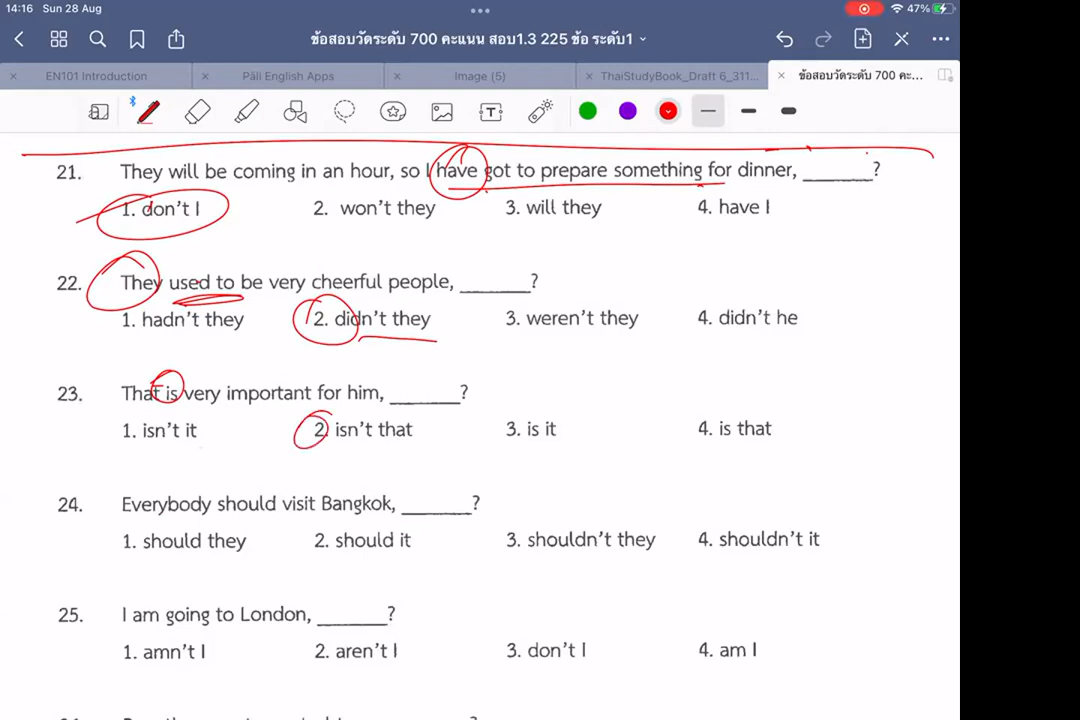 14:16 Sun 28 Aug
47%
ข้อสอบวัดระดับ 700 คะแนน สอบ1.3 225 ข้อ ระดับ1
EN101 Introduction
Pāli English Apps
Image (5)
ThaiStudyBook_Draft 6_311...
ข้อสอบวัดระดับ 700 คะ...
21. They will be coming in an hour, so I have got to prepare something for dinner, _______?
1. don't I 2. won't they 3. will they 4. have I
22. They used to be very cheerful people, _______?
1. hadn't they 2. didn't they 3. weren't they 4. didn't he
23. That is very important for him, _______?
1. isn't it 2. isn't that 3. is it 4. is that
24. Everybody should visit Bangkok, _______?
1. should they 2. should it 3. shouldn't they 4. shouldn't it
25. I am going to London, _______?
1. amn't I 2. aren't I 3. don't I 4. am I